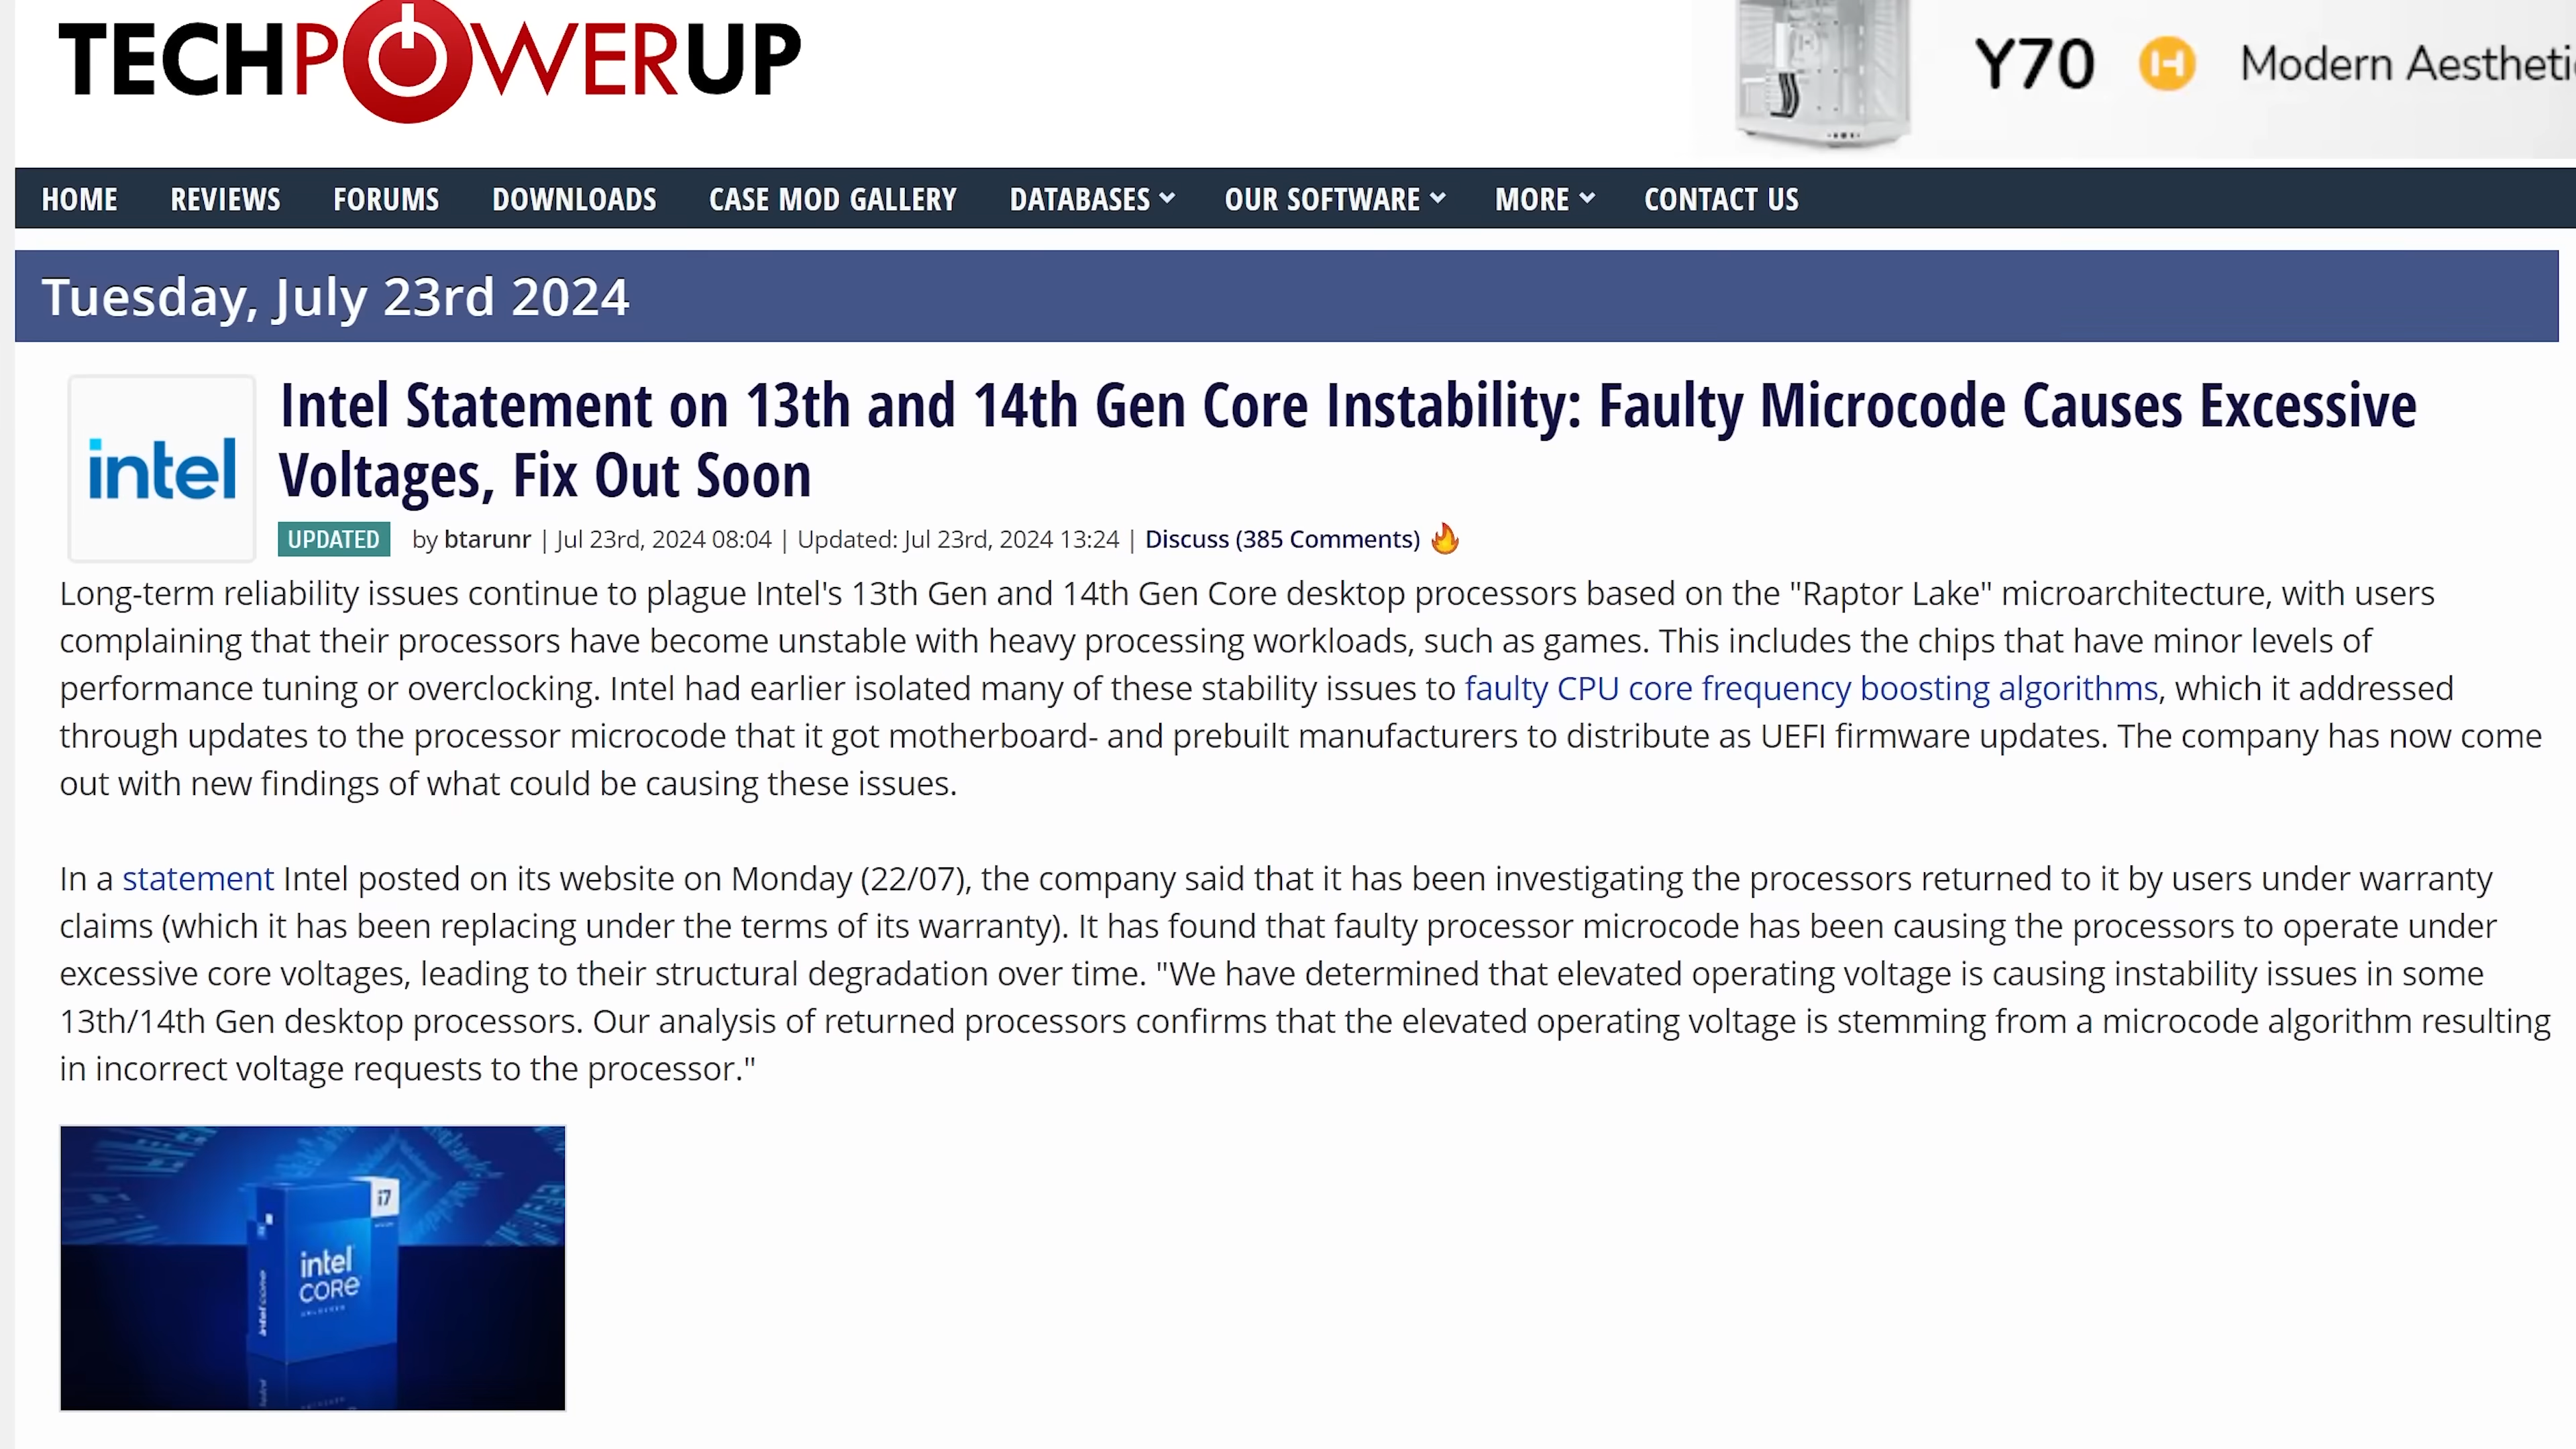 TECHPOWERUP
Y70 H Modern Aestheti
HOME REVIEWS FORUMS DOWNLOADS CASE MOD GALLERY DATABASES OUR SOFTWARE MORE CONTACT US
Tuesday, July 23rd 2024
intel
Intel Statement on 13th and 14th Gen Core Instability: Faulty Microcode Causes Excessive
Voltages, Fix Out Soon
UPDATED by btarunr | Jul 23rd, 2024 08:04 | Updated: Jul 23rd, 2024 13:24 | Discuss (385 Comments)
Long-term reliability issues continue to plague Intel's 13th Gen and 14th Gen Core desktop processors based on the "Raptor Lake" microarchitecture, with users
complaining that their processors have become unstable with heavy processing workloads, such as games. This includes the chips that have minor levels of
performance tuning or overclocking. Intel had earlier isolated many of these stability issues to faulty CPU core frequency boosting algorithms, which it addressed
through updates to the processor microcode that it got motherboard- and prebuilt manufacturers to distribute as UEFI firmware updates. The company has now come
out with new findings of what could be causing these issues.
In a statement Intel posted on its website on Monday (22/07), the company said that it has been investigating the processors returned to it by users under warranty
claims (which it has been replacing under the terms of its warranty). It has found that faulty processor microcode has been causing the processors to operate under
excessive core voltages, leading to their structural degradation over time. "We have determined that elevated operating voltage is causing instability issues in some
13th/14th Gen desktop processors. Our analysis of returned processors confirms that the elevated operating voltage is stemming from a microcode algorithm resulting
in incorrect voltage requests to the processor."
i7
intel
CORE
UNLOCKED
intel core